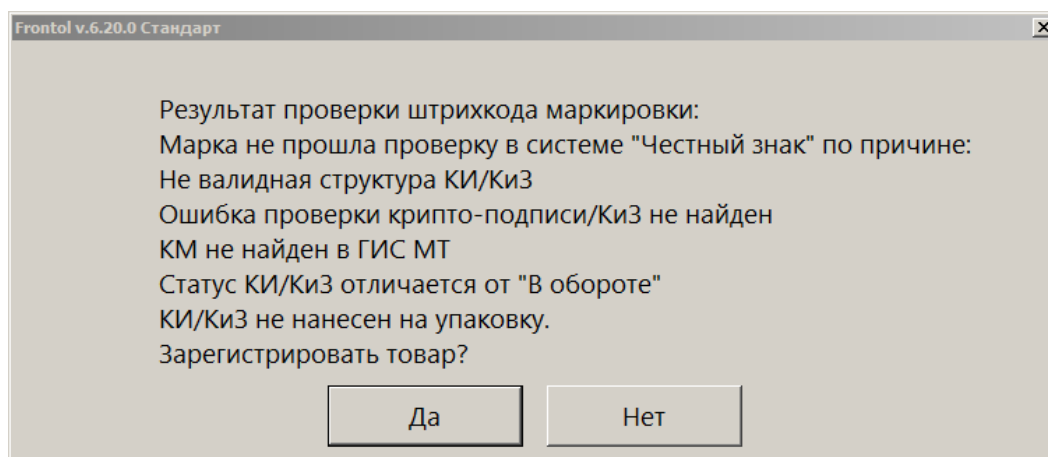 Frontol v.6.20.0 Стандарт
Результат проверки штрихкода маркировки:
Марка не прошла проверку в системе "Честный знак" по причине:
Не валидная структура КИ/КиЗ
Ошибка проверки крипто-подписи/КиЗ не найден
КМ не найден в ГИС МТ
Статус КИ/КиЗ отличается от "В обороте"
КИ/КиЗ не нанесен на упаковку.
Зарегистрировать товар?
Да Нет